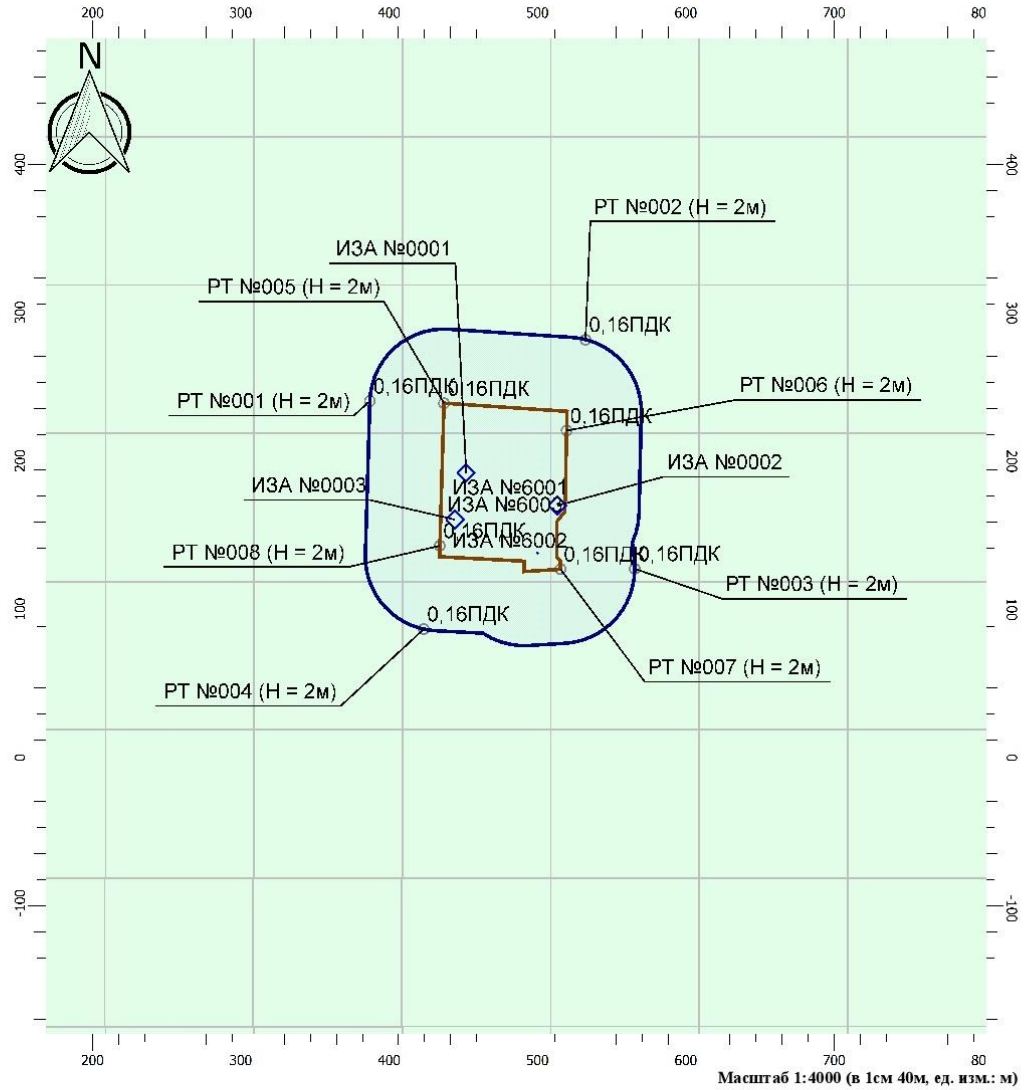 200 300 400 500 600 700 80
N
400 400
РТ №002 (Н = 2м)
ИЗА №0001
РТ №005 (Н = 2м)
300 300
0,16ПДК
0,16ПДК 0,16ПДК
РТ №006 (Н = 2м)
РТ №001 (Н = 2м)
0,16ПДК
200 200
ИЗА №0002
ИЗА №0003
ИЗА №6001
ИЗА №6003
0,16ПДК
ИЗА №6002
РТ №008 (Н = 2м)
0,16ПДК 0,16ПДК
РТ №003 (Н = 2м)
100 100
0,16ПДК
РТ №007 (Н = 2м)
РТ №004 (Н = 2м)
0 0
-100 -100
200 300 400 500 600 700 80
Масштаб 1:4000 (в 1см 40м, ед. изм.: м)